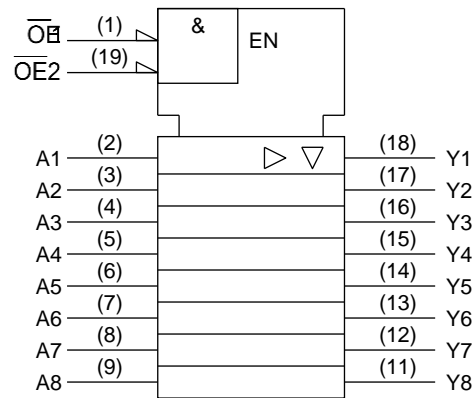 OE1 (1) & EN
OE2 (19)
A1 (2) (18) Y1
A2 (3) (17) Y2
A3 (4) (16) Y3
A4 (5) (15) Y4
A5 (6) (14) Y5
A6 (7) (13) Y6
A7 (8) (12) Y7
A8 (9) (11) Y8